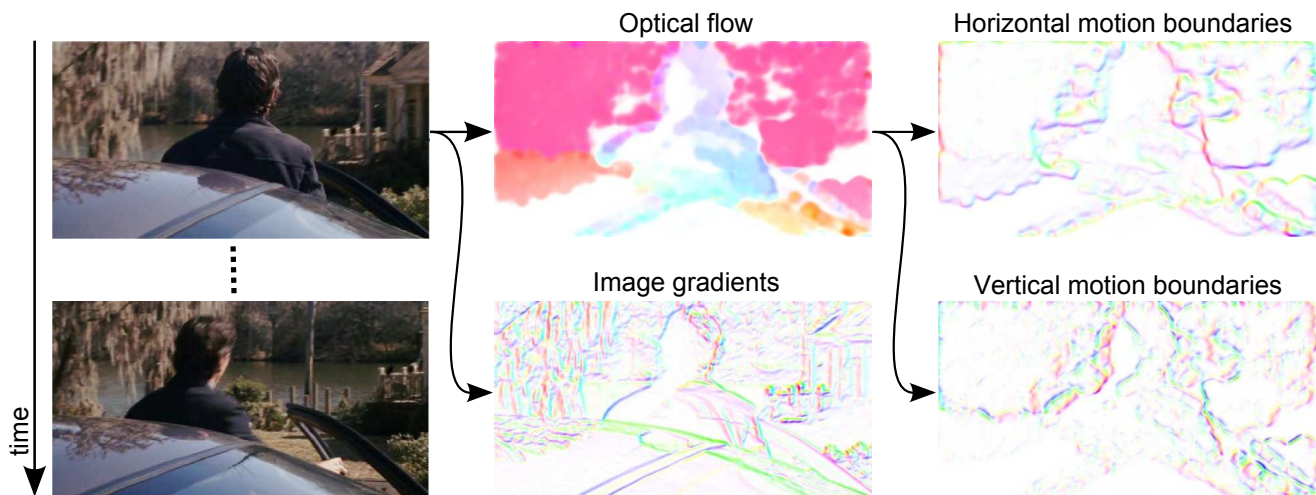 Optical flow
Horizontal motion boundaries
Image gradients
Vertical motion boundaries
time